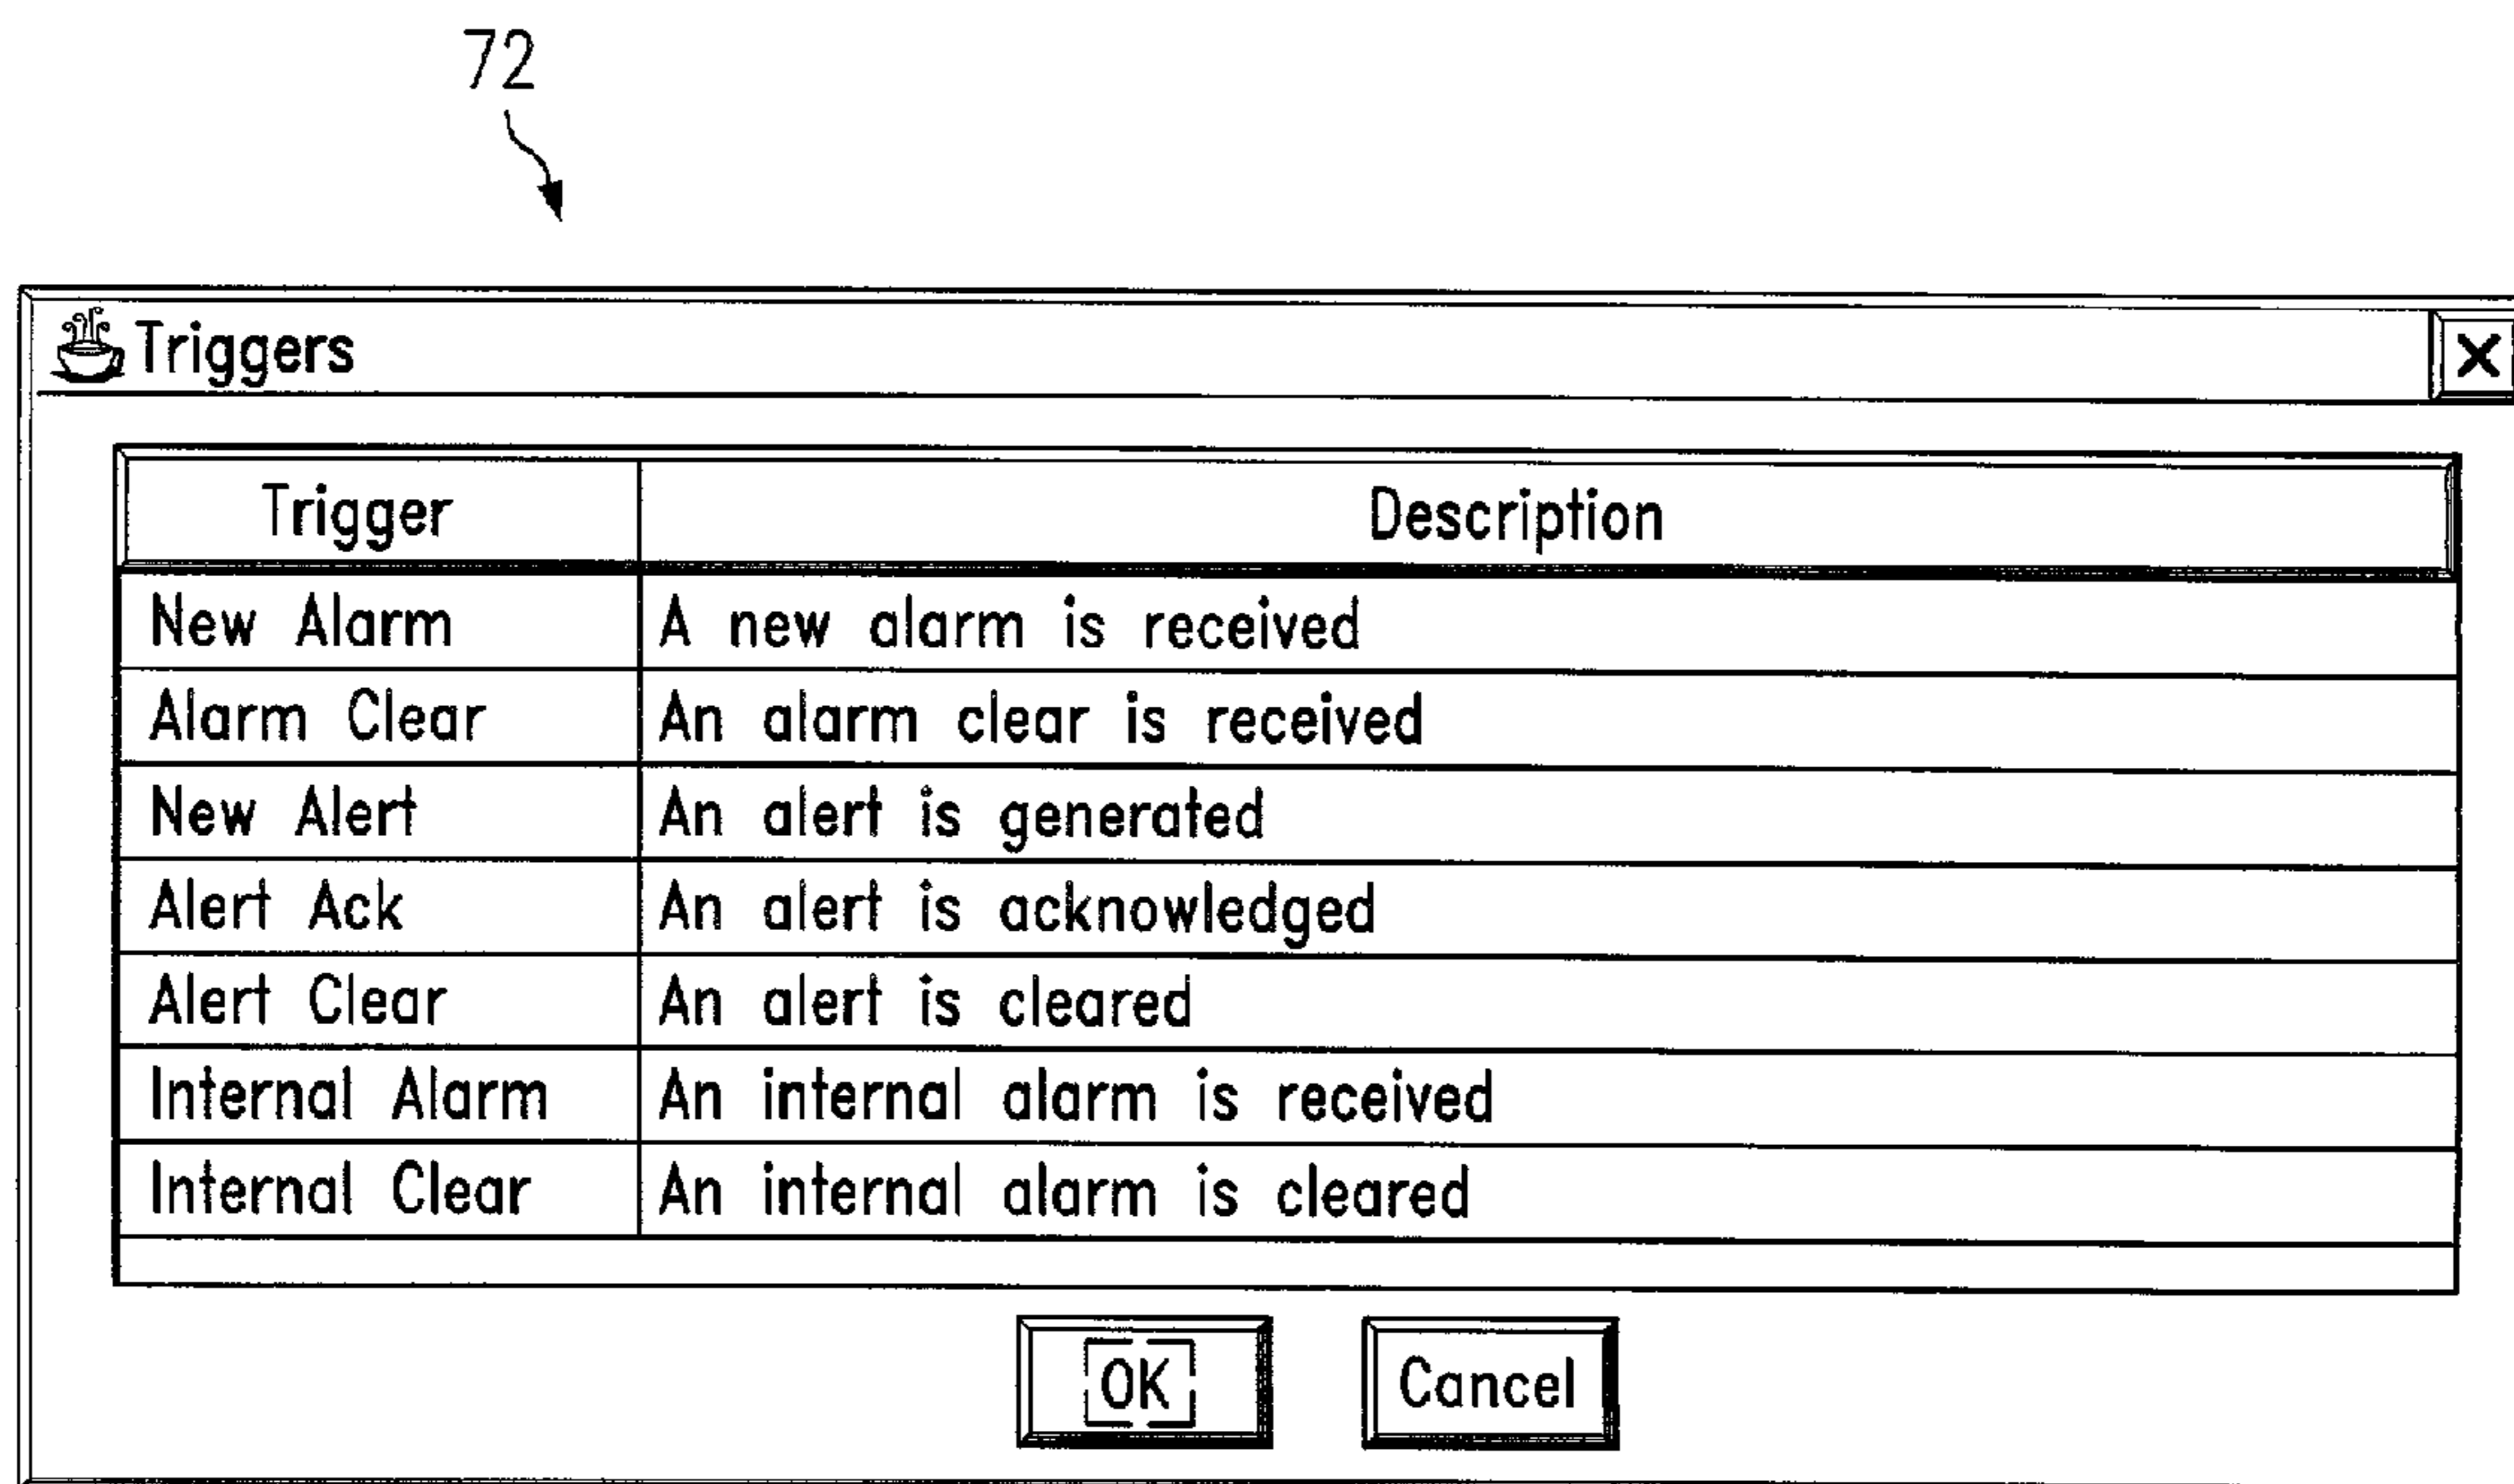 72
Triggers
Trigger Description
New Alarm A new alarm is received
Alarm Clear An alarm clear is received
New Alert An alert is generated
Alert Ack An alert is acknowledged
Alert Clear An alert is cleared
Internal Alarm An internal alarm is received
Internal Clear An internal alarm is cleared
OK Cancel